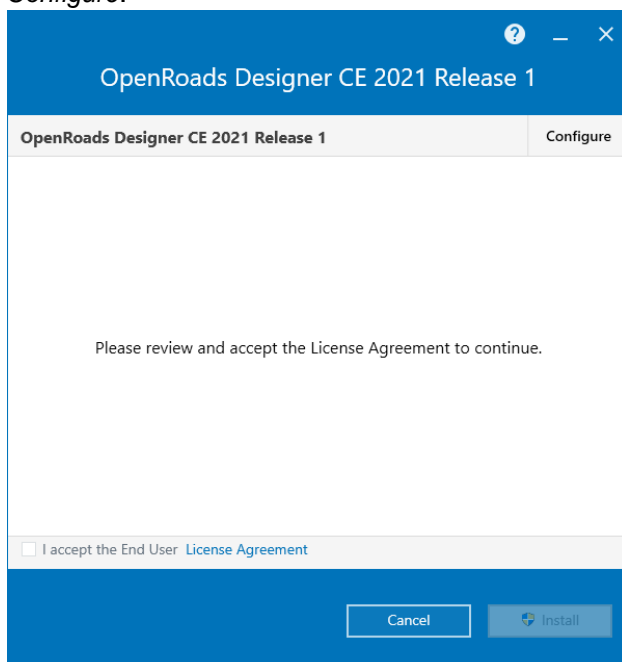 Configure.
?
OpenRoads Designer CE 2021 Release 1
OpenRoads Designer CE 2021 Release 1 Configure
Please review and accept the License Agreement to continue.
I accept the End User License Agreement
Cancel Install